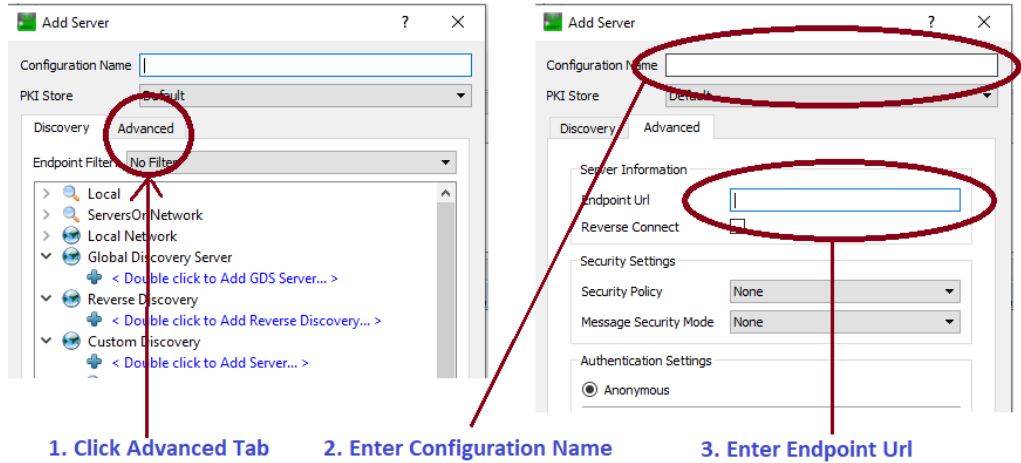 Add Server ? ×
Configuration Name
PKI Store Default
Discovery Advanced
Endpoint Filter: No Filter
Local
ServersOnNetwork
Local Network
Global Discovery Server
< Double click to Add GDS Server... >
Reverse Discovery
< Double click to Add Reverse Discovery... >
Custom Discovery
< Double click to Add Server... >
Add Server ? ×
Configuration Name
PKI Store Default
Discovery Advanced
Server Information
Endpoint Url
Reverse Connect
Security Settings
Security Policy None
Message Security Mode None
Authentication Settings
Anonymous
1. Click Advanced Tab
2. Enter Configuration Name
3. Enter Endpoint Url